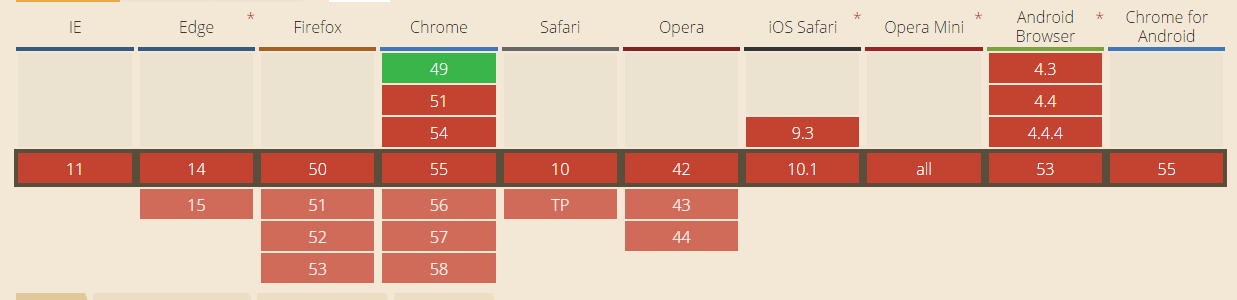 IE Edge * Firefox Chrome Safari Opera iOS Safari * Opera Mini * Android Browser * Chrome for Android
49 4.3
51 4.4
54 9.3 4.4.4
11 14 50 55 10 42 10.1 all 53 55
15 51 56 TP 43
52 57 44
53 58